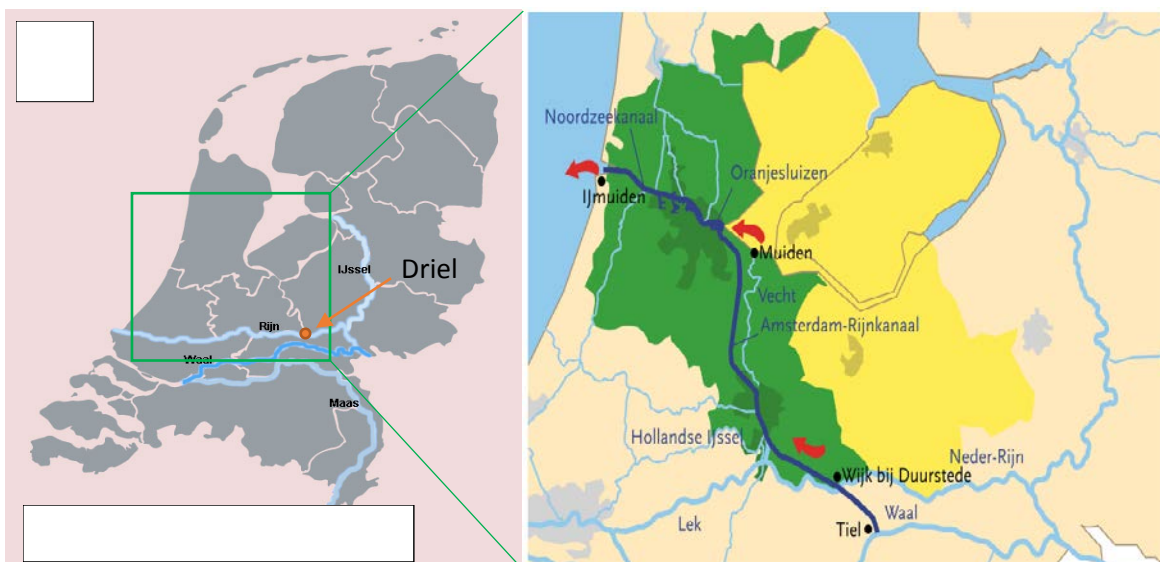 IJssel
Driel
Rijn
Waal
Maas
Noordzeekanaal
Oranjesluizen
IJmuiden
Muiden
Vecht
Amsterdam-Rijnkanaal
Hollandse IJssel
Neder-Rijn
Wijk bij Duurstede
Waal
Lek
Tiel